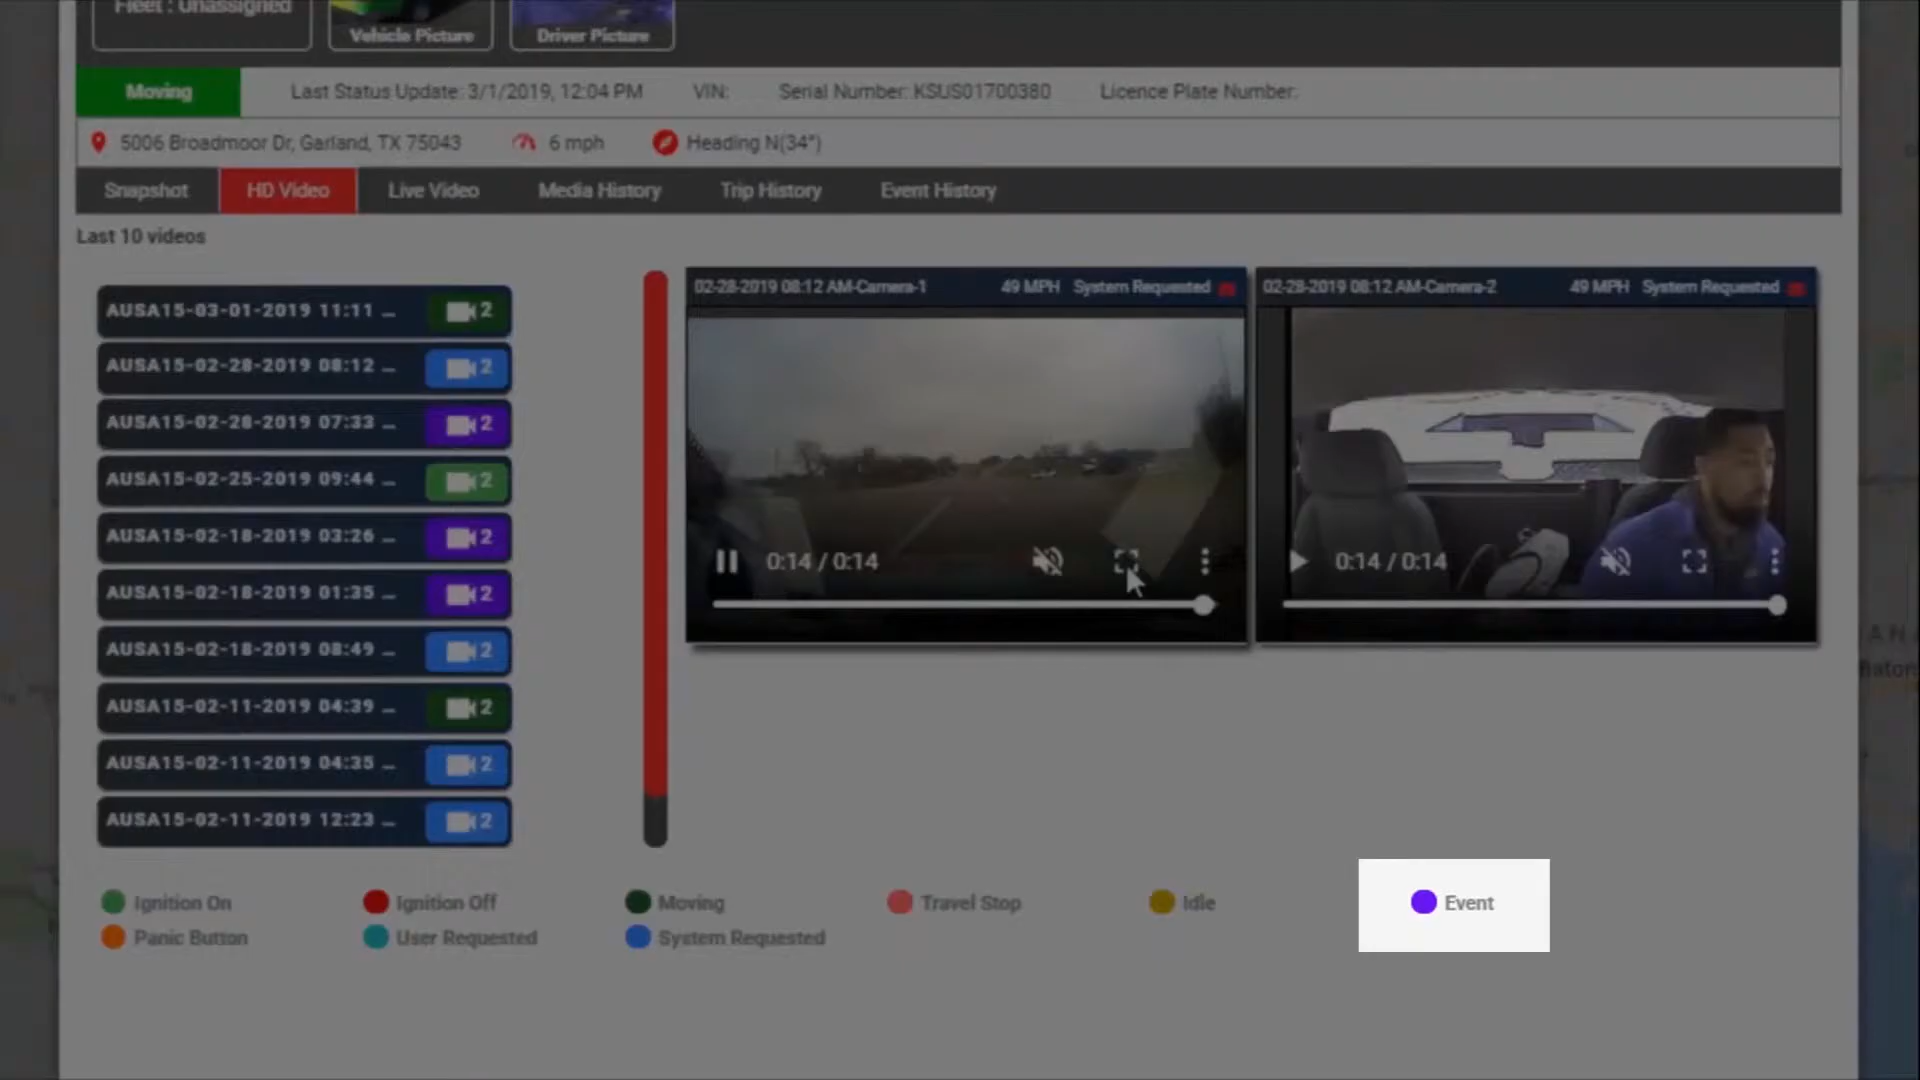 Fleet : Unassigned
Vehicle Picture
Driver Picture
Moving
Last Status Update: 3/1/2019, 12:04 PM
VIN:
Serial Number: KSUS01700380
Licence Plate Number:
5006 Broadmoor Dr, Garland, TX 75043
6 mph
Heading N(34°)
Snapshot
HD Video
Live Video
Media History
Trip History
Event History
Last 10 videos
AUSA15-03-01-2019 11:11 ... 2
AUSA15-02-28-2019 08:12 ... 2
AUSA15-02-28-2019 07:33 ... 2
AUSA15-02-25-2019 09:44 ... 2
AUSA15-02-18-2019 03:26 ... 2
AUSA15-02-18-2019 01:35 ... 2
AUSA15-02-18-2019 08:49 ... 2
AUSA15-02-11-2019 04:39 ... 2
AUSA15-02-11-2019 04:35 ... 2
AUSA15-02-11-2019 12:23 ... 2
02-28-2019 08:12 AM-Camera-1 49 MPH System Requested
0:14 / 0:14
02-28-2019 08:12 AM-Camera-2 49 MPH System Requested
0:14 / 0:14
Ignition On
Ignition Off
Moving
Travel Stop
Idle
Event
Panic Button
User Requested
System Requested